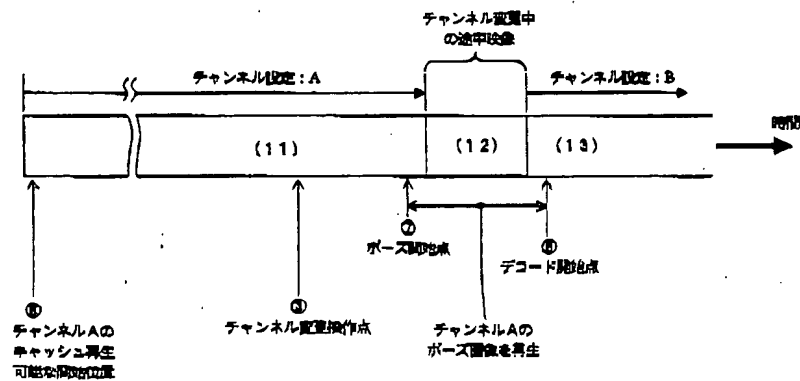 チャンネル変更中
の途中映像
チャンネル設定:A
チャンネル設定:B
時間
(11)
(12)
(13)
⑦
ポーズ開始点
デコード開始点
③
チャンネルAの
キャッシュ再生
可能な開始位置
チャンネル変更操作点
チャンネルAの
ポーズ画像を再生